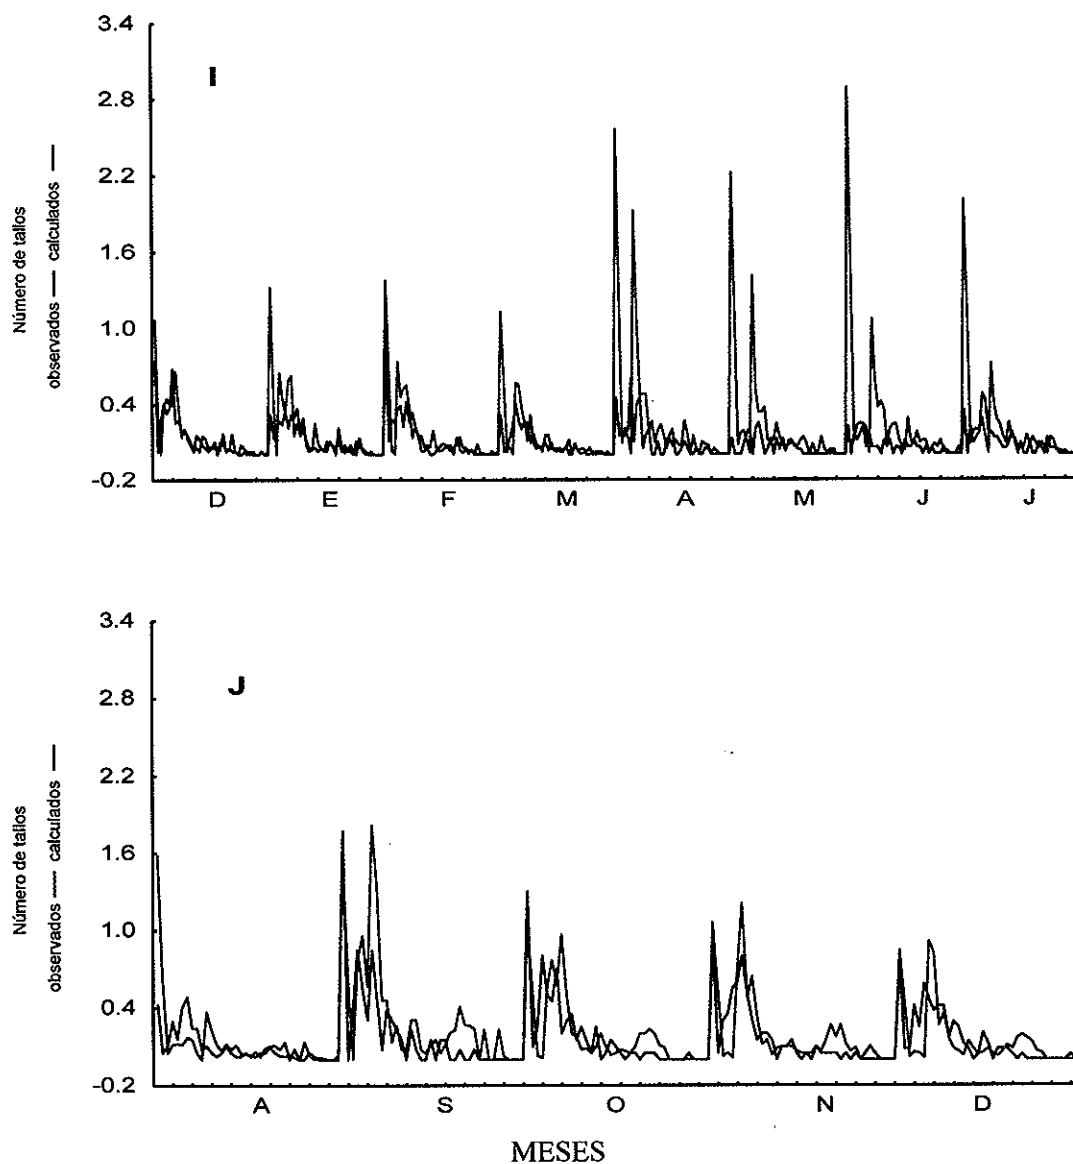 3.4
I
2.8
2.2
1.6
1.0
0.4
-0.2
Número de tallos
observados — calculados —
D E F M A M J J
3.4
J
2.8
2.2
1.6
1.0
0.4
-0.2
Número de tallos
observados — calculados —
A S O N D
MESES